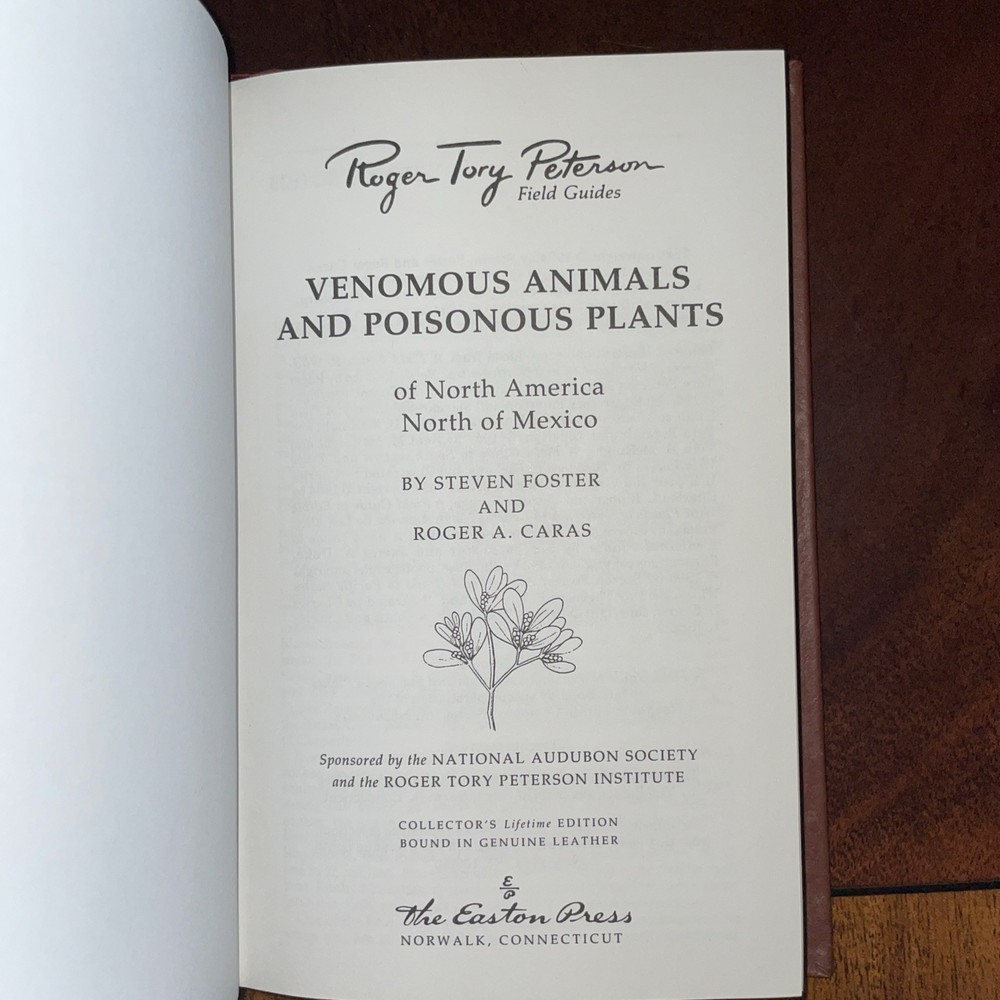 Roger Tory Peterson
Field Guides
VENOMOUS ANIMALS
AND POISONOUS PLANTS
of North America
North of Mexico
BY STEVEN FOSTER
AND
ROGER A. CARAS
Sponsored by the NATIONAL AUDUBON SOCIETY
and the ROGER TORY PETERSON INSTITUTE
COLLECTOR'S Lifetime EDITION
BOUND IN GENUINE LEATHER
E
P
The Easton Press
NORWALK, CONNECTICUT